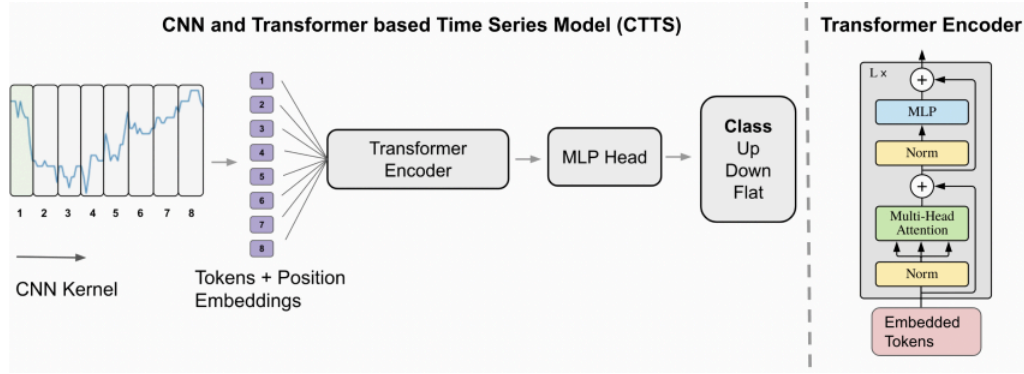 CNN and Transformer based Time Series Model (CTTS)
1 2 3 4 5 6 7 8
CNN Kernel
1
2
3
4
5
6
7
8
Tokens + Position
Embeddings
Transformer
Encoder
MLP Head
Class
Up
Down
Flat
Transformer Encoder
L x
+
MLP
Norm
+
Multi-Head
Attention
Norm
Embedded
Tokens